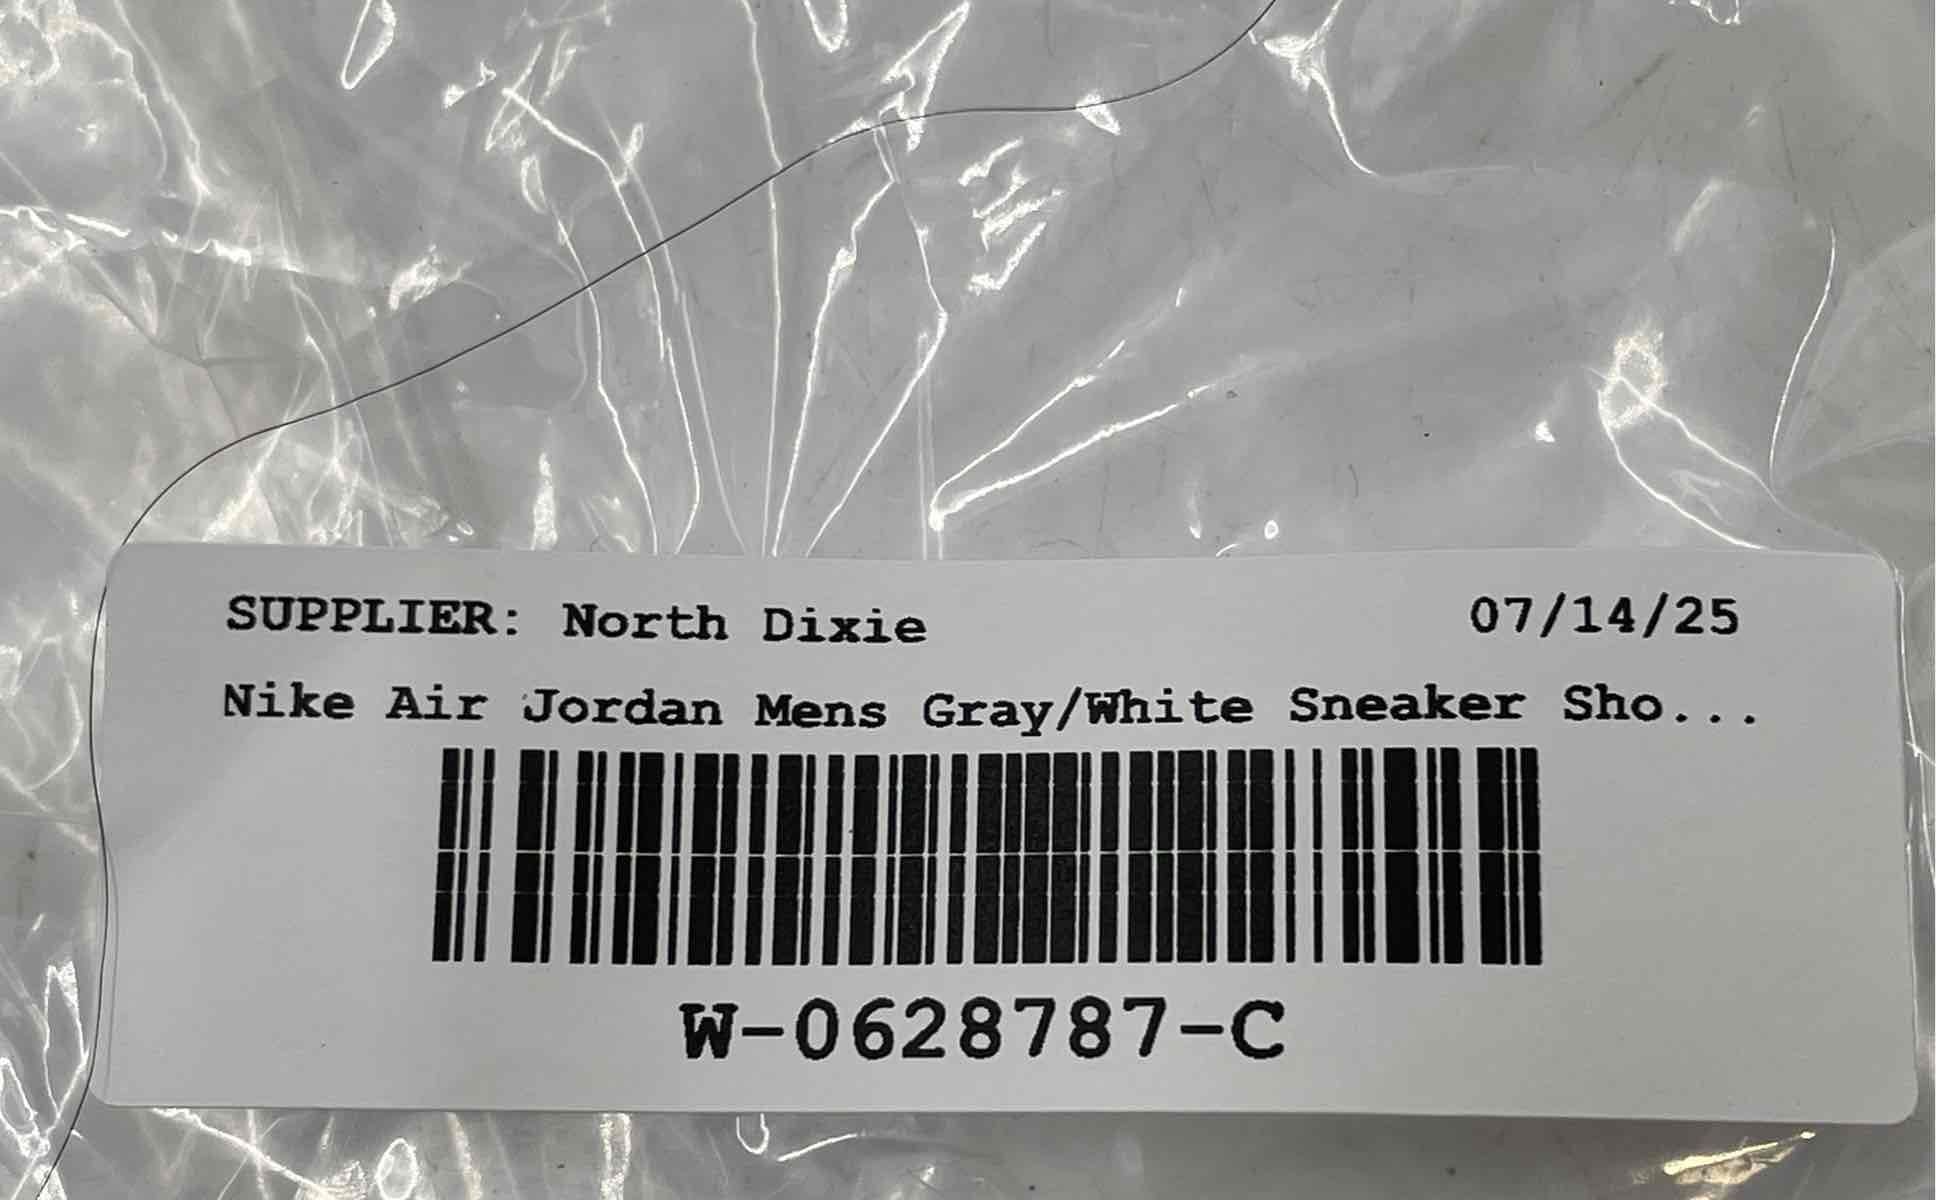 SUPPLIER: North Dixie 07/14/25
Nike Air Jordan Mens Gray/White Sneaker Sho...
W-0628787-C